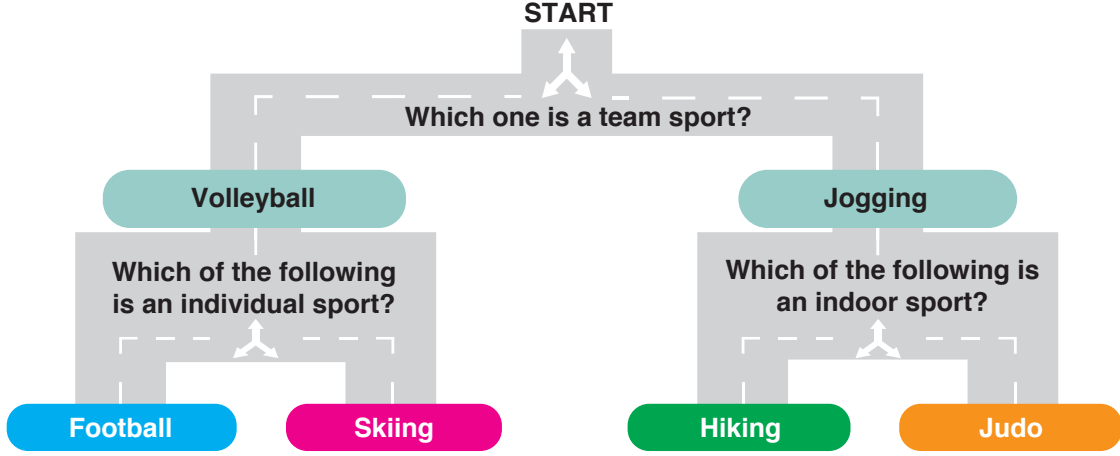 START
Which one is a team sport?
Volleyball
Jogging
Which of the following
is an individual sport?
Which of the following is
an indoor sport?
Football
Skiing
Hiking
Judo